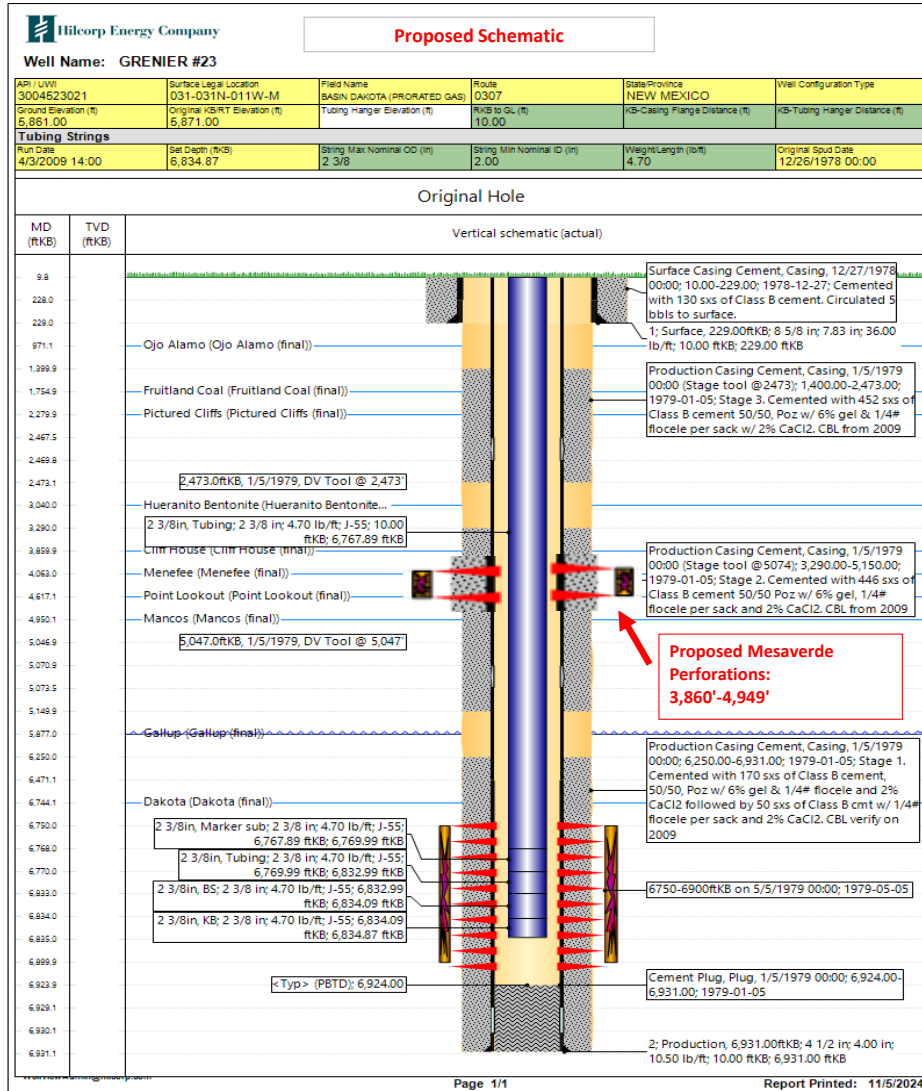 Hilcorp Energy Company
Proposed Schematic
Well Name: GRENIER #23
API / UWI
3004523021
Surface Legal Location
031-031N-011W-M
Field Name
BASIN DAKOTA (PRORATED GAS)
Route
0307
State/Province
NEW MEXICO
Well Configuration Type
Ground Elevation (ft)
5,861.00
Original KB/RT Elevation (ft)
5,871.00
Tubing Hanger Elevation (ft)
RKB to GL (ft)
10.00
KB-Casing Flange Distance (ft)
KB-Tubing Hanger Distance (ft)
Tubing Strings
Run Date
4/3/2009 14:00
Set Depth (ftKB)
6,834.87
String Max Nominal OD (in)
2 3/8
String Min Nominal ID (in)
2.00
Weight/Length (lb/ft)
4.70
Original Spud Date
12/26/1978 00:00
Original Hole
MD
(ftKB)
TVD
(ftKB)
Vertical schematic (actual)
9.8
228.0
229.0
971.1
1,399.9
1,754.9
2,279.9
2,467.5
2,469.8
2,473.1
3,040.0
3,290.0
3,859.9
4,063.0
4,617.1
4,950.1
5,046.9
5,070.9
5,073.5
5,149.9
5,877.0
6,250.0
6,471.1
6,744.1
6,750.0
6,768.0
6,770.0
6,833.0
6,834.0
6,835.0
6,899.9
6,923.9
6,929.1
6,930.1
6,931.1
Ojo Alamo (Ojo Alamo (final))
Fruitland Coal (Fruitland Coal (final))
Pictured Cliffs (Pictured Cliffs (final))
2,473.0ftKB, 1/5/1979, DV Tool @ 2,473'
Hueranito Bentonite (Hueranito Bentonite...
2 3/8in, Tubing; 2 3/8 in; 4.70 lb/ft; J-55; 10.00
ftKB; 6,767.89 ftKB
Cliff House (Cliff House (final))
Menefee (Menefee (final))
Point Lookout (Point Lookout (final))
Mancos (Mancos (final))
5,047.0ftKB, 1/5/1979, DV Tool @ 5,047'
Gallup (Gallup (final))
Dakota (Dakota (final))
2 3/8in, Marker sub; 2 3/8 in; 4.70 lb/ft; J-55;
6,767.89 ftKB; 6,769.99 ftKB
2 3/8in, Tubing; 2 3/8 in; 4.70 lb/ft; J-55;
6,769.99 ftKB; 6,832.99 ftKB
2 3/8in, BS; 2 3/8 in; 4.70 lb/ft; J-55; 6,832.99
ftKB; 6,834.09 ftKB
2 3/8in, KB; 2 3/8 in; 4.70 lb/ft; J-55; 6,834.09
ftKB; 6,834.87 ftKB
<Typ> (PBTD); 6,924.00
Surface Casing Cement, Casing, 12/27/1978
00:00; 10.00-229.00; 1978-12-27; Cemented
with 130 sxs of Class B cement. Circulated 5
bbls to surface.
1; Surface, 229.00ftKB; 8 5/8 in; 7.83 in; 36.00
lb/ft; 10.00 ftKB; 229.00 ftKB
Production Casing Cement, Casing, 1/5/1979
00:00 (Stage tool @2473); 1,400.00-2,473.00;
1979-01-05; Stage 3. Cemented with 452 sxs of
Class B cement 50/50, Poz w/ 6% gel & 1/4#
flocele per sack w/ 2% CaCl2. CBL from 2009
Production Casing Cement, Casing, 1/5/1979
00:00 (Stage tool @5074); 3,290.00-5,150.00;
1979-01-05; Stage 2. Cemented with 446 sxs of
Class B cement 50/50 Poz w/ 6% gel, 1/4#
flocele per sack and 2% CaCl2. CBL from 2009
Proposed Mesaverde
Perforations:
3,860'-4,949'
Production Casing Cement, Casing, 1/5/1979
00:00; 6,250.00-6,931.00; 1979-01-05; Stage 1.
Cemented with 170 sxs of Class B cement,
50/50, Poz w/ 6% gel & 1/4# flocele and 2%
CaCl2 followed by 50 sxs of Class B cmt w/ 1/4#
flocele per sack and 2% CaCl2. CBL verify on
2009
6750-6900ftKB on 5/5/1979 00:00; 1979-05-05
Cement Plug, Plug, 1/5/1979 00:00; 6,924.00-
6,931.00; 1979-01-05
2; Production, 6,931.00ftKB; 4 1/2 in; 4.00 in;
10.50 lb/ft; 10.00 ftKB; 6,931.00 ftKB
Page 1/1
Report Printed: 11/5/2024